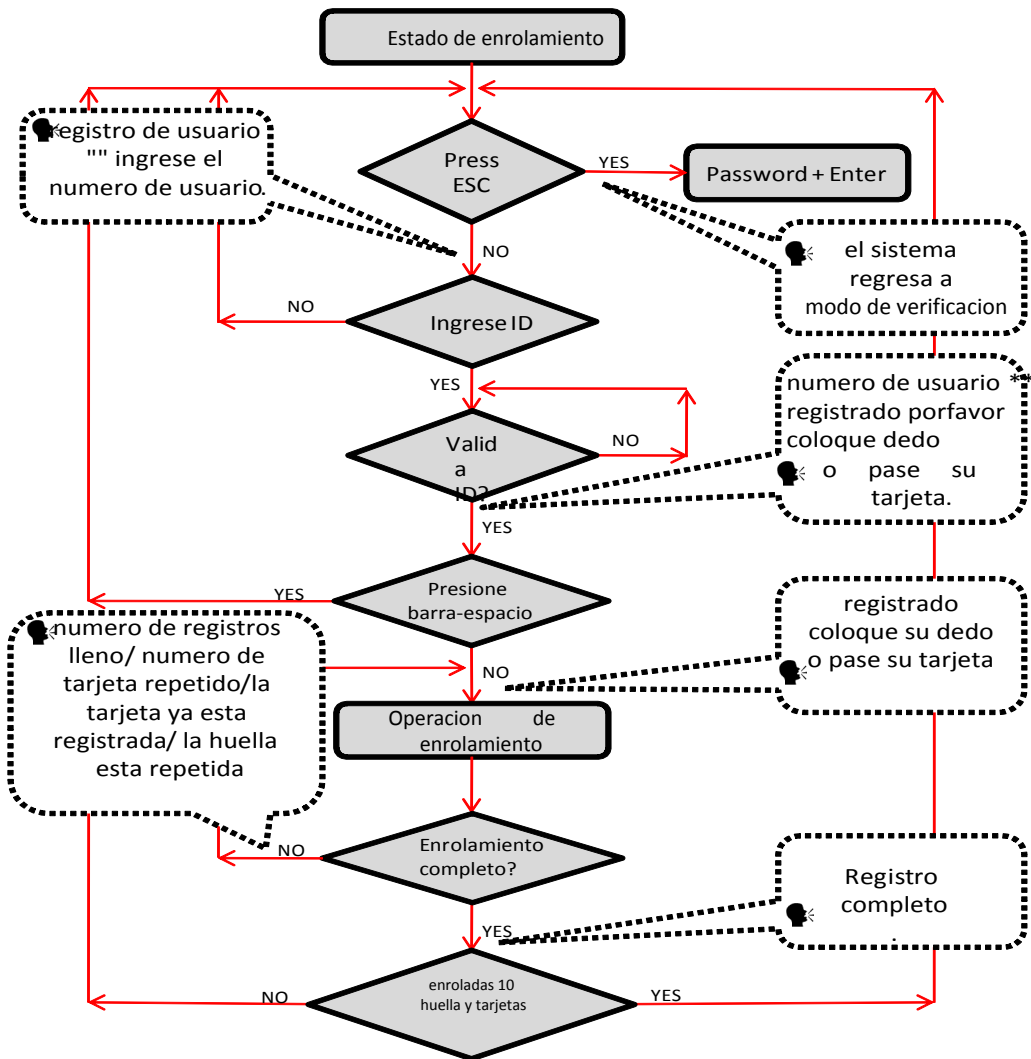 Estado de enrolamiento
egistro de usuario
"" ingrese el
numero de usuario.
Press
ESC
YES
Password + Enter
el sistema
regresa a
modo de verificacion
NO
NO
Ingrese ID
YES
numero de usuario **
registrado porfavor
coloque dedo
o pase su
tarjeta.
Valid
a
ID?
NO
YES
Presione
barra-espacio
YES
registrado
coloque su dedo
o pase su tarjeta
numero de registros
lleno/ numero de
tarjeta repetido/la
tarjeta ya esta
registrada/ la huella
esta repetida
NO
Operacion de
enrolamiento
Enrolamiento
completo?
NO
Registro
completo
.
YES
enroladas 10
huella y tarjetas
NO
YES